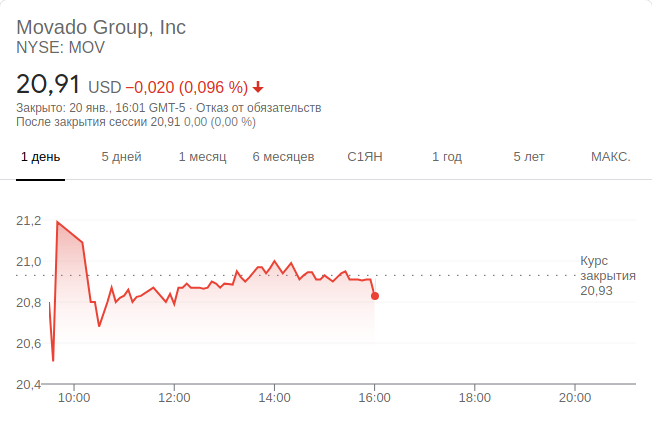 Movado Group, Inc
NYSE: MOV
20,91 USD −0,020 (0,096 %)
Закрыто: 20 янв., 16:01 GMT-5 · Отказ от обязательств
После закрытия сессии 20,91 0,00 (0,00 %)
1 день 5 дней 1 месяц 6 месяцев С1ЯН 1 год 5 лет МАКС.
21,2
21,0
20,8
20,6
20,4
Курс
закрытия
20,93
10:00 12:00 14:00 16:00 18:00 20:00